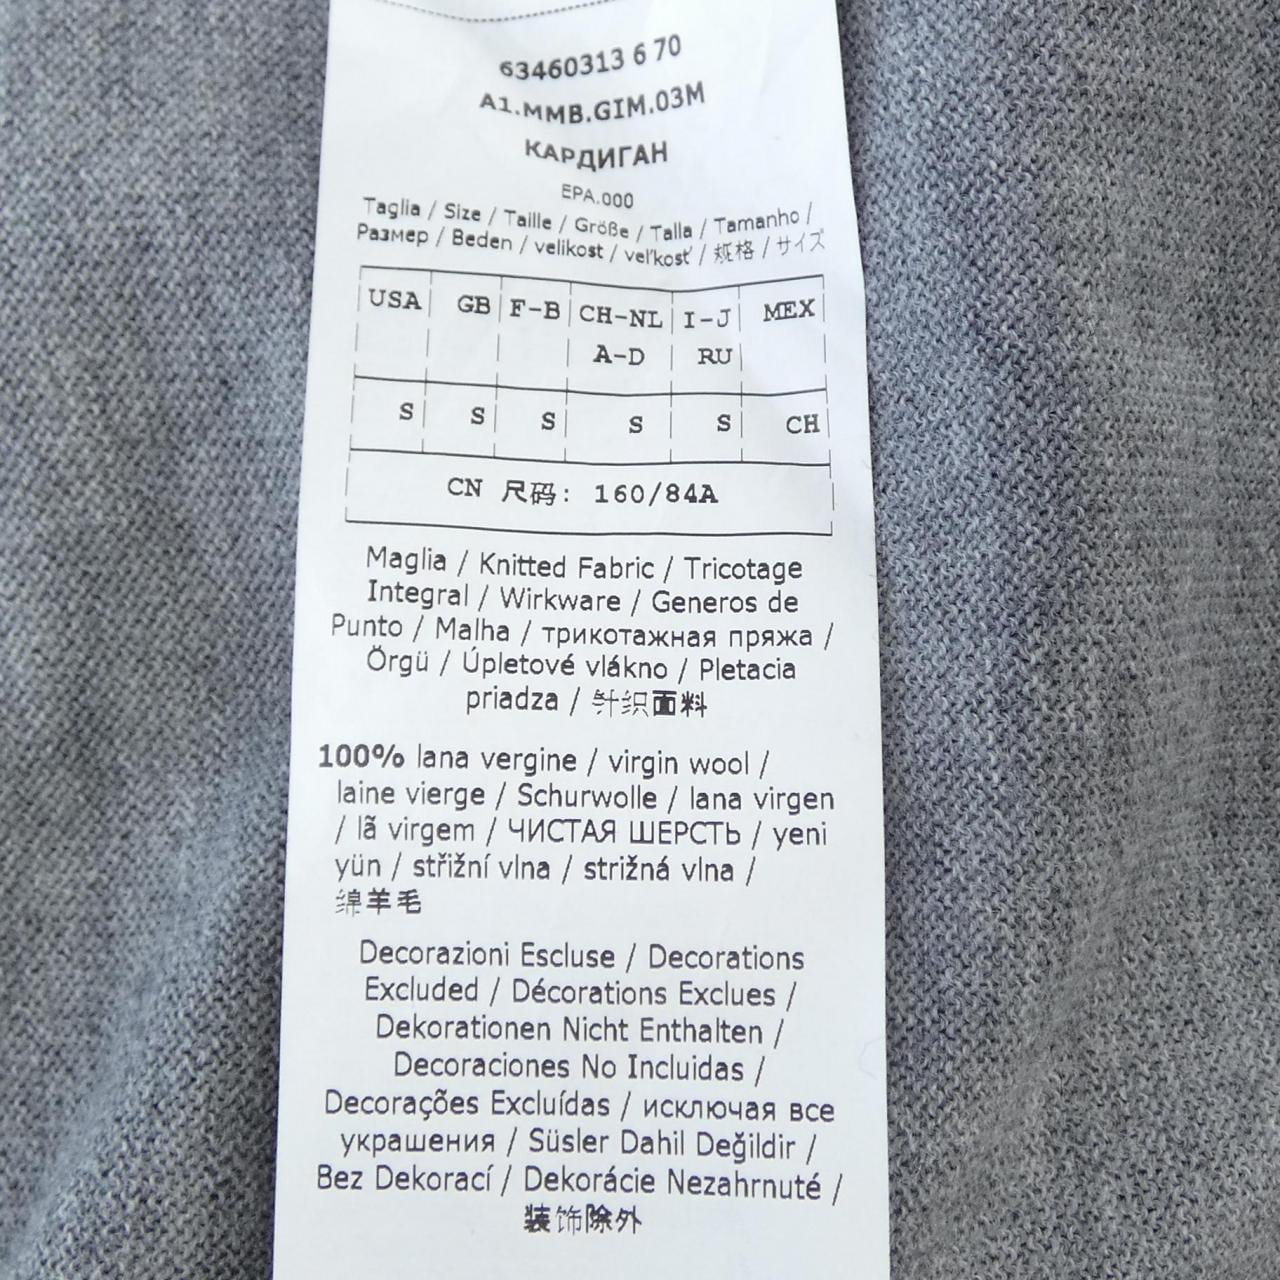 63460313 6 70
A1.MMB.GIM.03M
КАРДИГАН
EPA.000
Taglia / Size / Taille / Größe / Talla / Tamanho /
Размер / Beden / velikost / veľkosť / 规格 / サイズ
USA GB F-B CH-NL I-J MEX
A-D RU
S S S S S CH
CN 尺码: 160/84A
Maglia / Knitted Fabric / Tricotage
Integral / Wirkware / Generos de
Punto / Malha / трикотажная пряжа /
Örgü / Úpletové vlákno / Pletacia
priadza / 针织面料
100% lana vergine / virgin wool /
laine vierge / Schurwolle / lana virgen
/ lã virgem / ЧИСТАЯ ШЕРСТЬ / yeni
yün / střižní vlna / strižná vlna /
绵羊毛
Decorazioni Escluse / Decorations
Excluded / Décorations Exclues /
Dekorationen Nicht Enthalten /
Decoraciones No Incluidas /
Decorações Excluídas / исключая все
украшения / Süsler Dahil Değildir /
Bez Dekorací / Dekorácie Nezahrnuté /
装饰除外